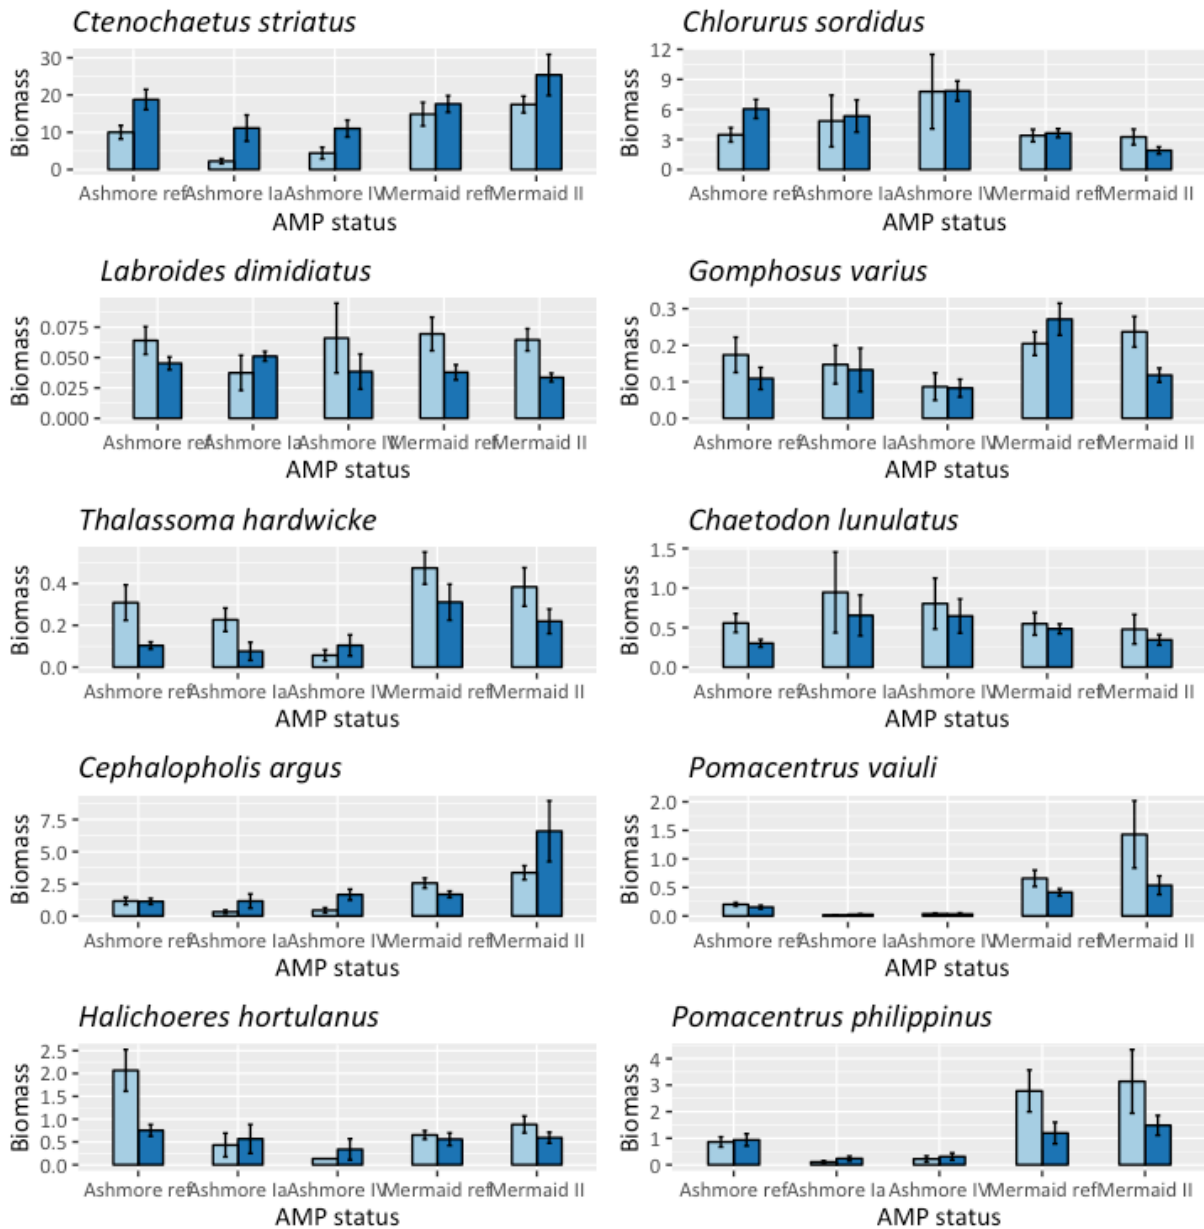 Ctenochaetus striatus
Biomass
30
20
10
0
Ashmore ref Ashmore Ia Ashmore IV Mermaid ref Mermaid II
AMP status
Chlorurus sordidus
Biomass
12
9
6
3
0
Ashmore ref Ashmore Ia Ashmore IV Mermaid ref Mermaid II
AMP status
Labroides dimidiatus
Biomass
0.075
0.050
0.025
0.000
Ashmore ref Ashmore Ia Ashmore IV Mermaid ref Mermaid II
AMP status
Gomphosus varius
Biomass
0.3
0.2
0.1
0.0
Ashmore ref Ashmore Ia Ashmore IV Mermaid ref Mermaid II
AMP status
Thalassoma hardwicke
Biomass
0.4
0.2
0.0
Ashmore ref Ashmore Ia Ashmore IV Mermaid ref Mermaid II
AMP status
Chaetodon lunulatus
Biomass
1.5
1.0
0.5
0.0
Ashmore ref Ashmore Ia Ashmore IV Mermaid ref Mermaid II
AMP status
Cephalopholis argus
Biomass
7.5
5.0
2.5
0.0
Ashmore ref Ashmore Ia Ashmore IV Mermaid ref Mermaid II
AMP status
Pomacentrus vaiuli
Biomass
2.0
1.5
1.0
0.5
0.0
Ashmore ref Ashmore Ia Ashmore IV Mermaid ref Mermaid II
AMP status
Halichoeres hortulanus
Biomass
2.5
2.0
1.5
1.0
0.5
0.0
Ashmore ref Ashmore Ia Ashmore IV Mermaid ref Mermaid II
AMP status
Pomacentrus philippinus
Biomass
4
3
2
1
0
Ashmore ref Ashmore Ia Ashmore IV Mermaid ref Mermaid II
AMP status